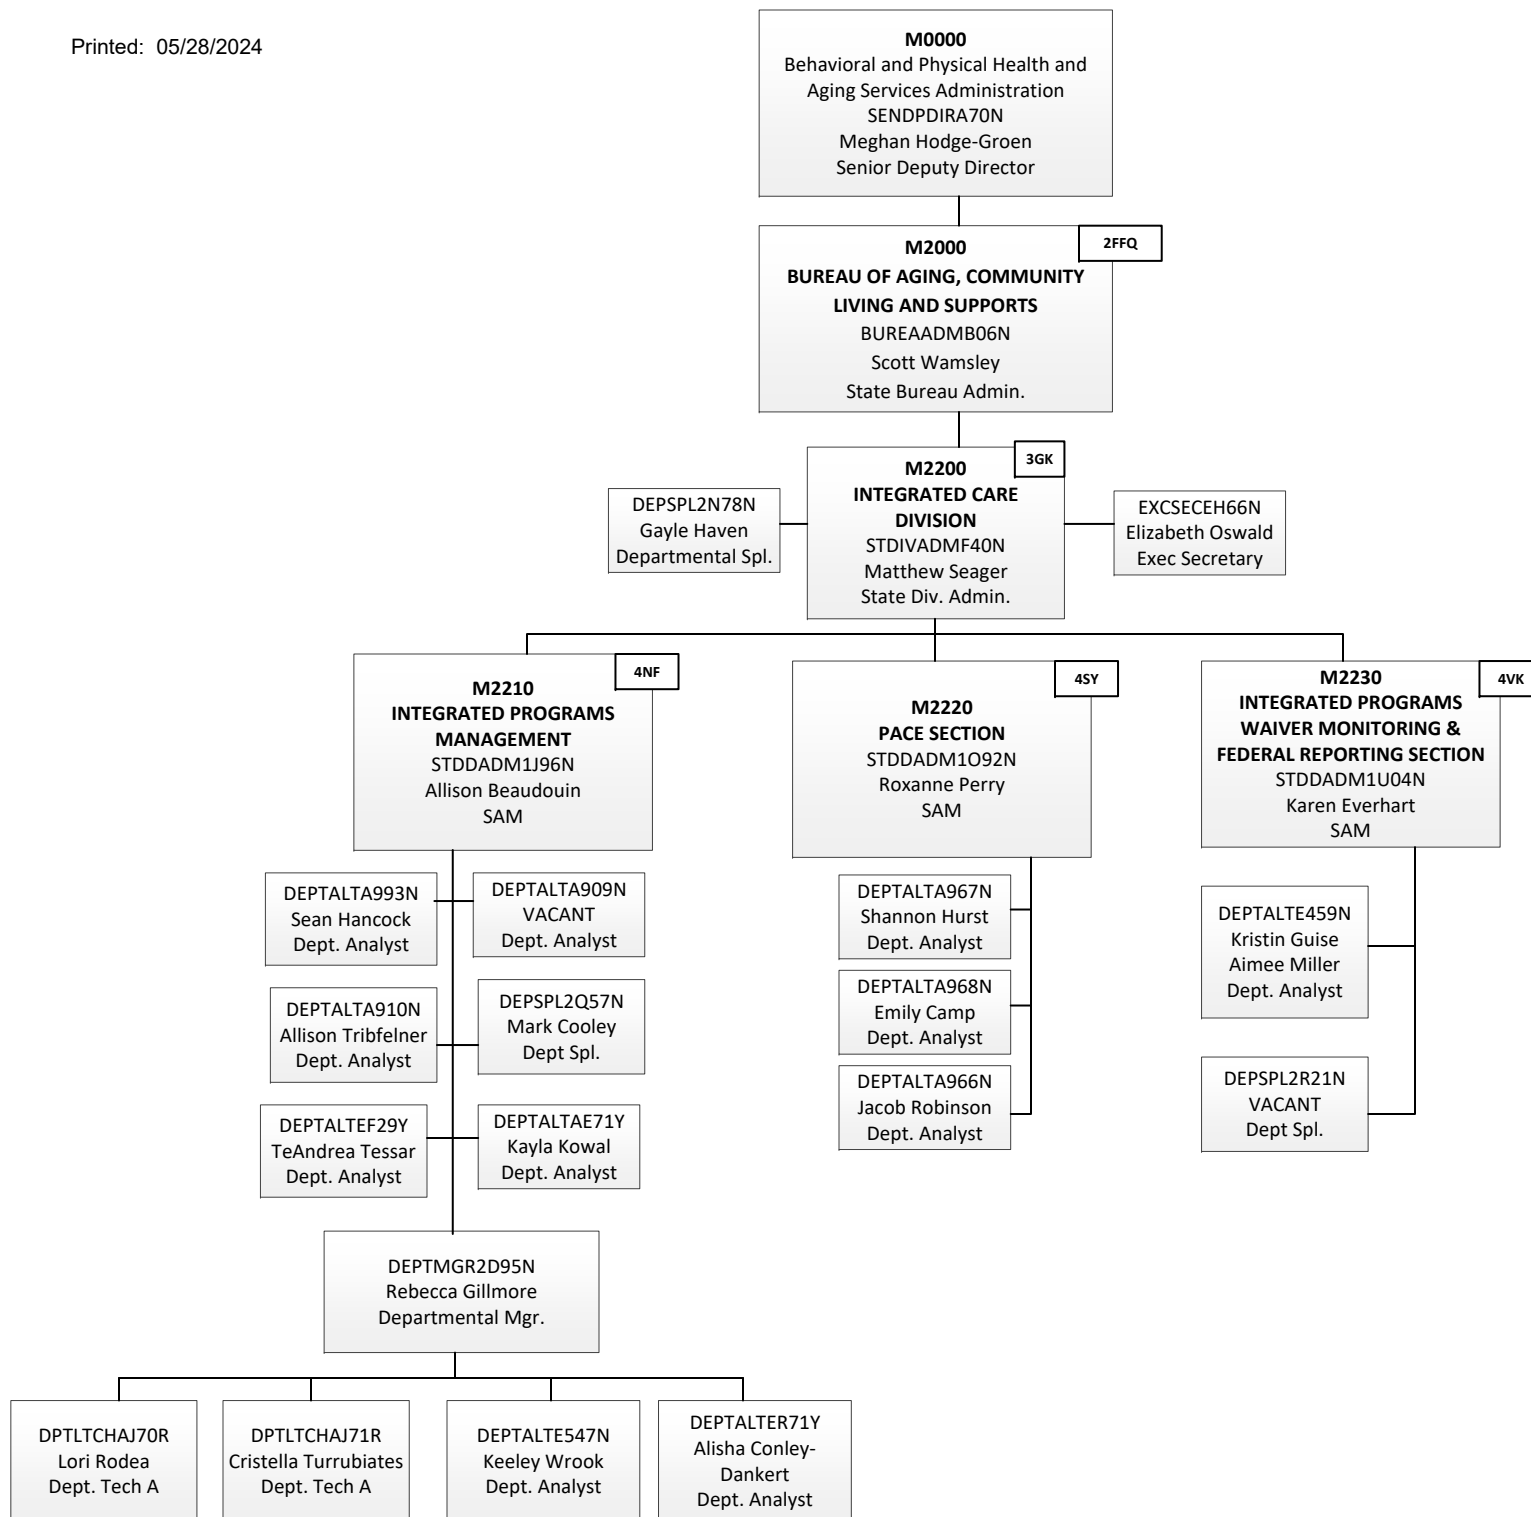 Printed: 05/28/2024
M0000
Behavioral and Physical Health and
Aging Services Administration
SENDPDIRA70N
Meghan Hodge-Groen
Senior Deputy Director
2FFQ
M2000
BUREAU OF AGING, COMMUNITY
LIVING AND SUPPORTS
BUREAADMB06N
Scott Wamsley
State Bureau Admin.
3GK
M2200
INTEGRATED CARE
DIVISION
STDIVADMF40N
Matthew Seager
State Div. Admin.
DEPSPL2N78N
Gayle Haven
Departmental Spl.
EXCSECEH66N
Elizabeth Oswald
Exec Secretary
4NF
M2210
INTEGRATED PROGRAMS
MANAGEMENT
STDDADM1J96N
Allison Beaudouin
SAM
4SY
M2220
PACE SECTION
STDDADM1O92N
Roxanne Perry
SAM
4VK
M2230
INTEGRATED PROGRAMS
WAIVER MONITORING &
FEDERAL REPORTING SECTION
STDDADM1U04N
Karen Everhart
SAM
DEPTALTA993N
Sean Hancock
Dept. Analyst
DEPTALTA909N
VACANT
Dept. Analyst
DEPTALTA910N
Allison Tribfelner
Dept. Analyst
DEPSPL2Q57N
Mark Cooley
Dept Spl.
DEPTALTEF29Y
TeAndrea Tessar
Dept. Analyst
DEPTALTAE71Y
Kayla Kowal
Dept. Analyst
DEPTALTA967N
Shannon Hurst
Dept. Analyst
DEPTALTA968N
Emily Camp
Dept. Analyst
DEPTALTA966N
Jacob Robinson
Dept. Analyst
DEPTALTE459N
Kristin Guise
Aimee Miller
Dept. Analyst
DEPSPL2R21N
VACANT
Dept Spl.
DEPTMGR2D95N
Rebecca Gillmore
Departmental Mgr.
DPTLTCHAJ70R
Lori Rodea
Dept. Tech A
DPTLTCHAJ71R
Cristella Turrubiates
Dept. Tech A
DEPTALTE547N
Keeley Wrook
Dept. Analyst
DEPTALTER71Y
Alisha Conley-
Dankert
Dept. Analyst